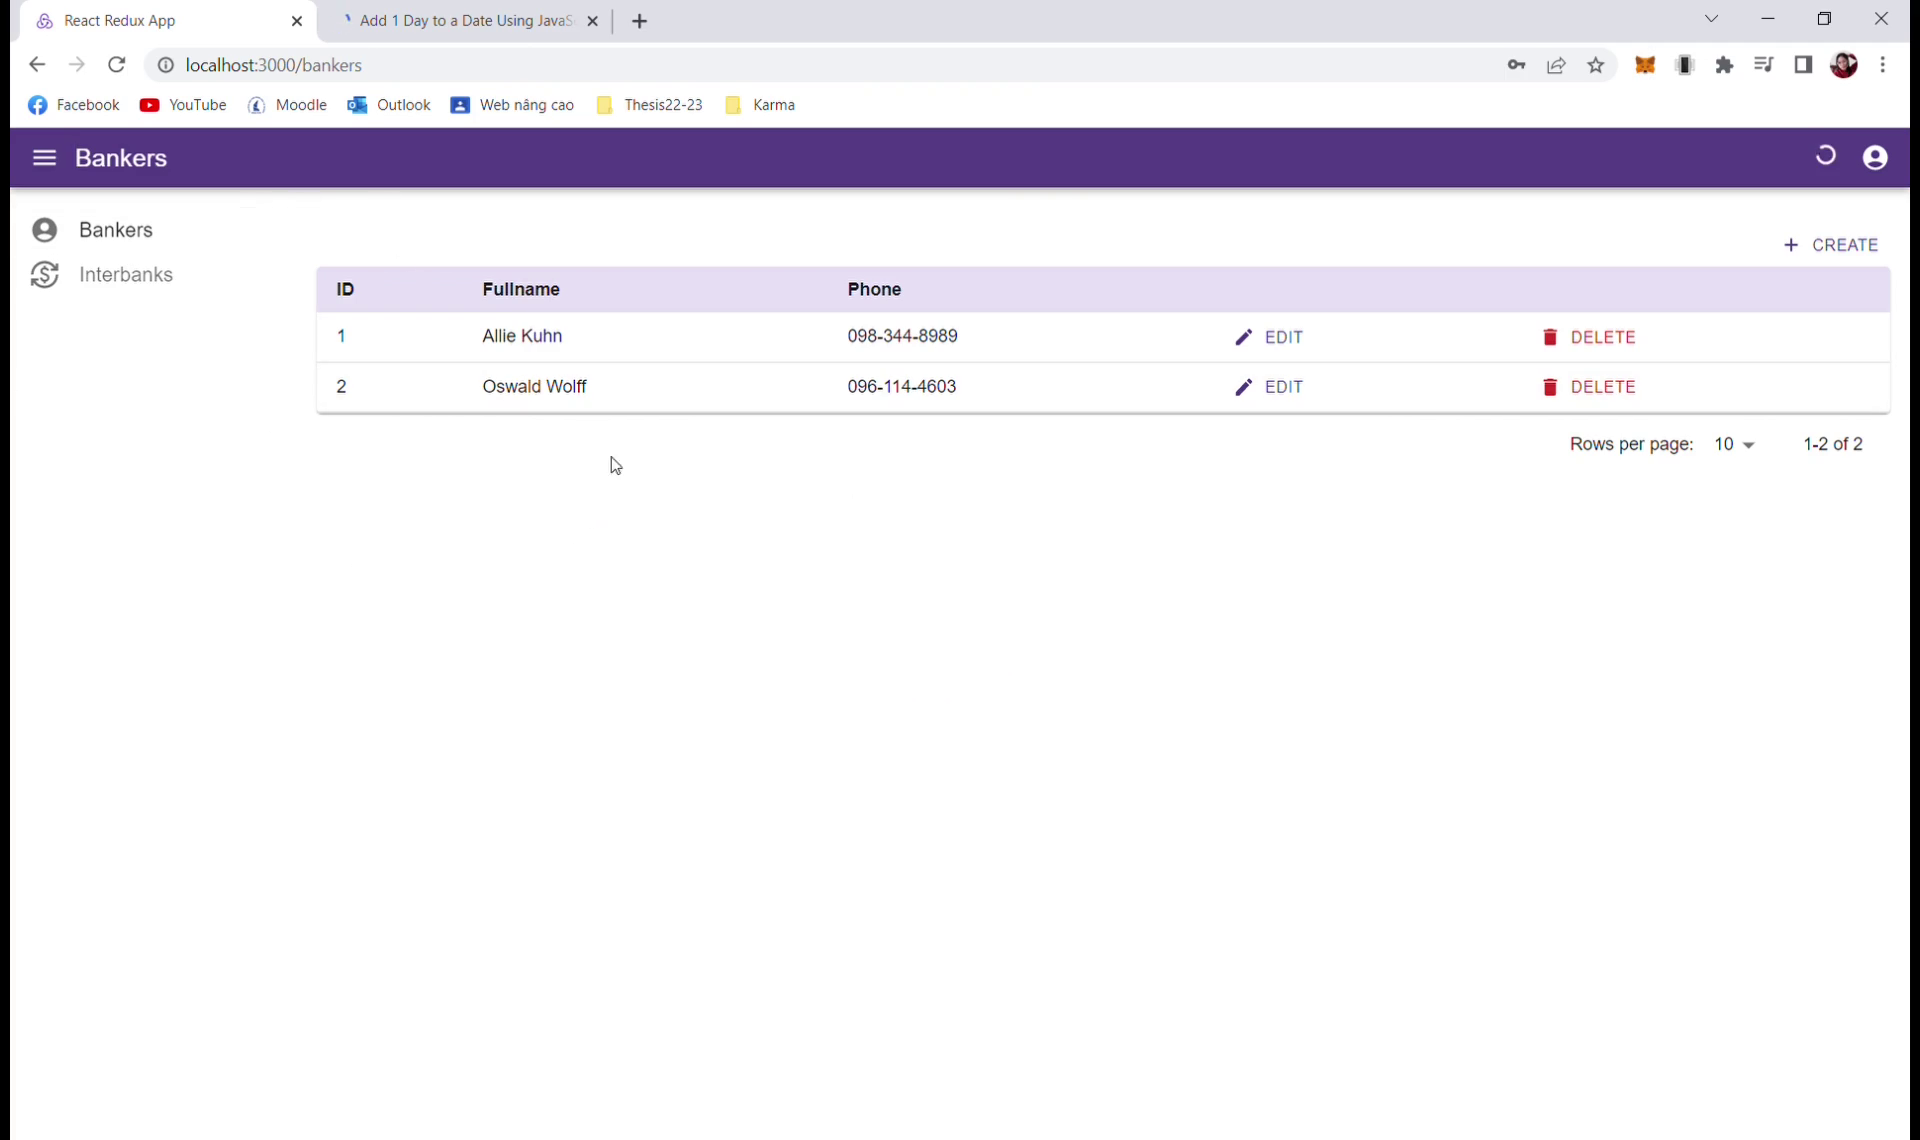 React Redux App
Add 1 Day to a Date Using JavaS
localhost:3000/bankers
Facebook YouTube Moodle Outlook Web nâng cao Thesis22-23 Karma
Bankers
Bankers
Interbanks
+ CREATE
ID Fullname Phone
1 Allie Kuhn 098-344-8989 EDIT DELETE
2 Oswald Wolff 096-114-4603 EDIT DELETE
Rows per page: 10 1-2 of 2